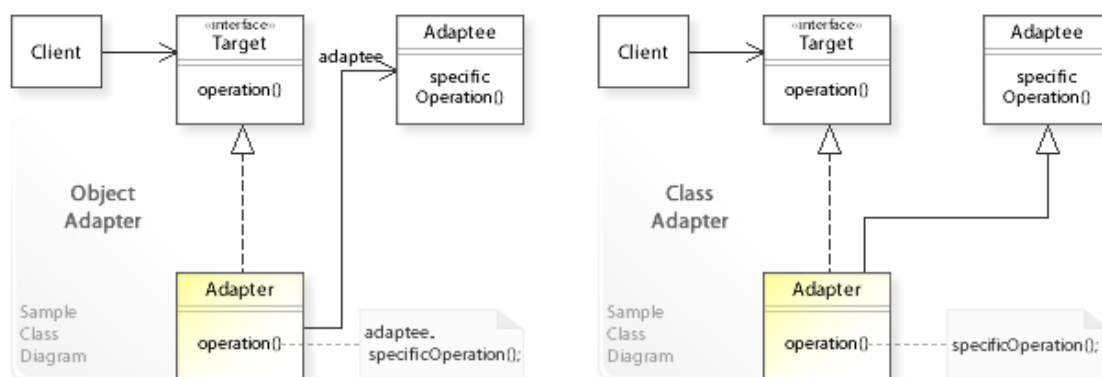 Client
«interface»
Target
operation()
adaptee
Adaptee
specific
Operation()
Object
Adapter
Adapter
operation()
adaptee.
specificOperation();
Sample
Class
Diagram
Client
«interface»
Target
operation()
Adaptee
specific
Operation()
Class
Adapter
Adapter
operation()
specificOperation();
Sample
Class
Diagram